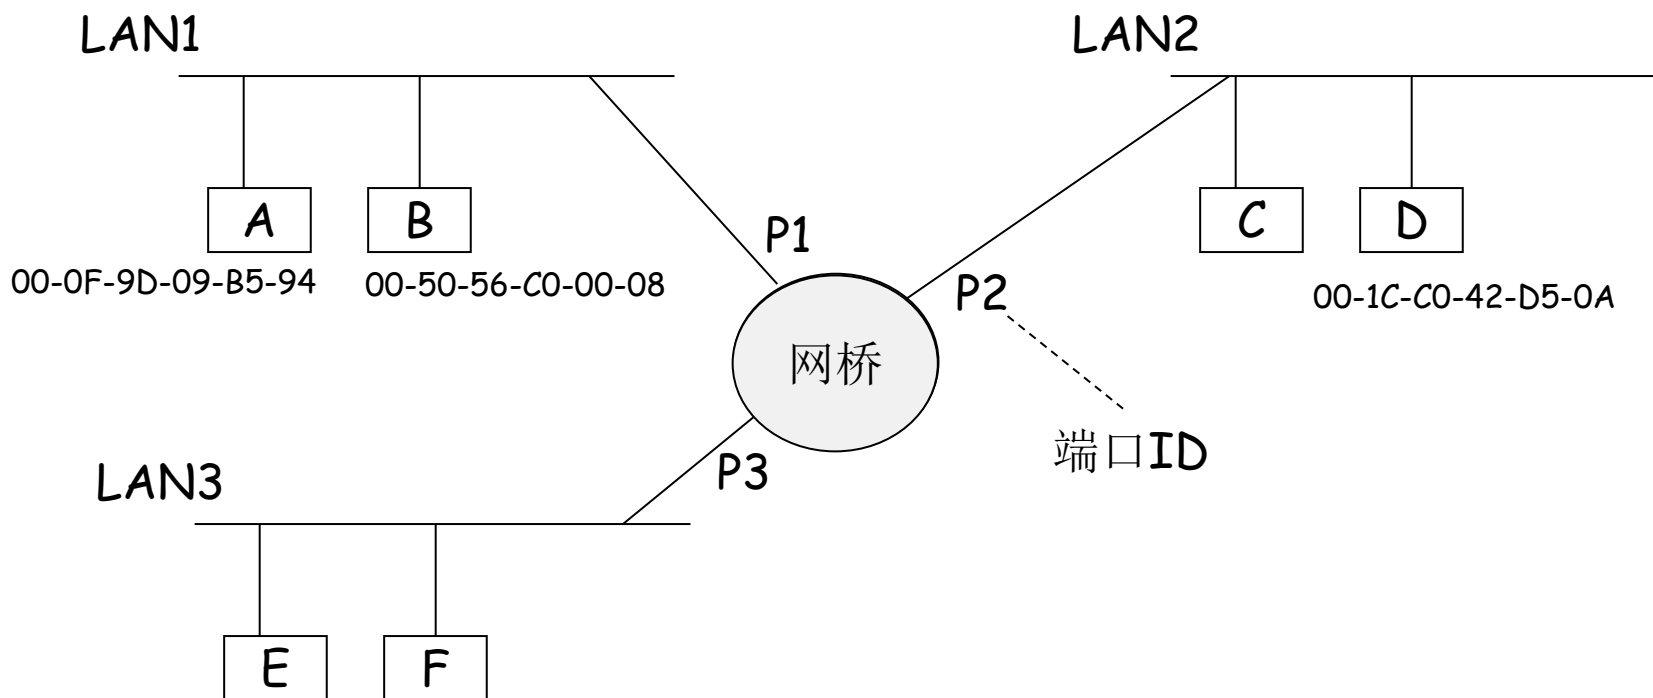 LAN1
LAN2
A
B
C
D
P1
00-0F-9D-09-B5-94
00-50-56-C0-00-08
P2
00-1C-C0-42-D5-0A
网桥
端口ID
P3
LAN3
E
F